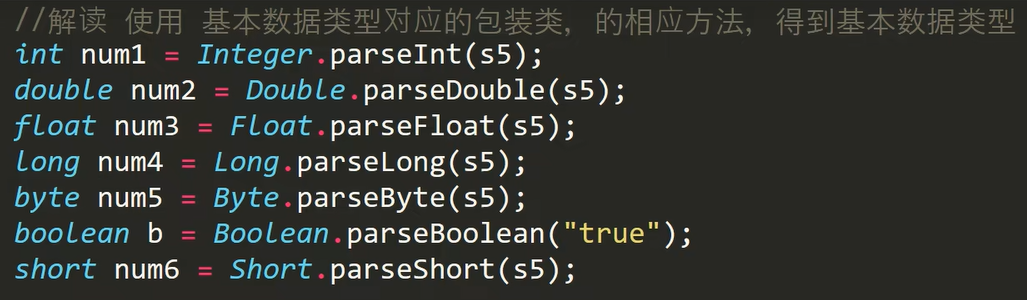 //解读 使用 基本数据类型对应的包装类, 的相应方法, 得到基本数据类型
int num1 = Integer.parseInt(s5);
double num2 = Double.parseDouble(s5);
float num3 = Float.parseFloat(s5);
long num4 = Long.parseLong(s5);
byte num5 = Byte.parseByte(s5);
boolean b = Boolean.parseBoolean("true");
short num6 = Short.parseShort(s5);